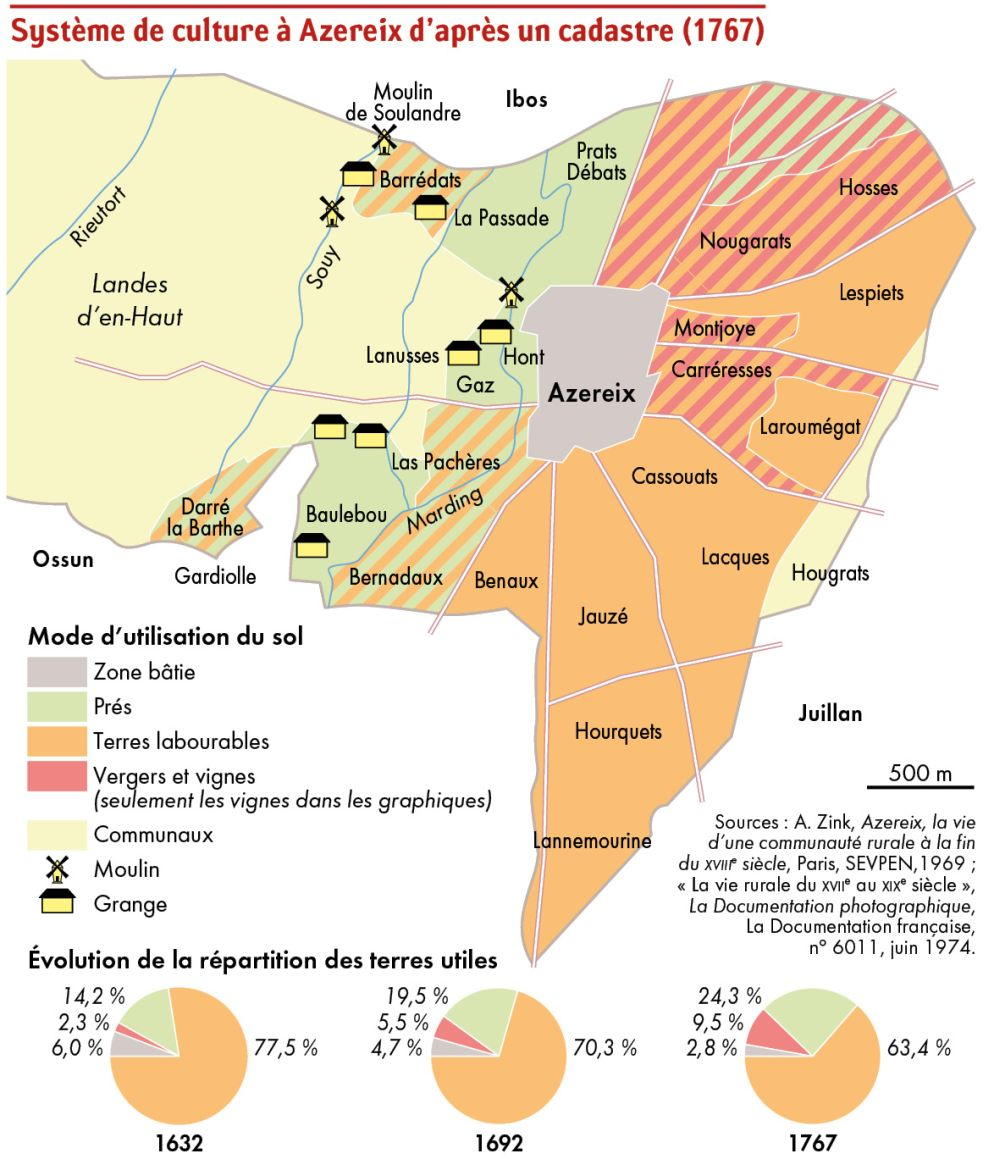 Système de culture à Azereix d'après un cadastre (1767)
Moulin
de Soulandre
Ibos
Prats
Débats
Barrédats
Hosses
La Passade
Rieutort
Nougarats
Souy
Landes
d'en-Haut
Lespiets
Montjoye
Lanusses
Hont
Carréresses
Gaz
Azereix
Laroumégat
Las Pachères
Cassouats
Darré
la Barthe
Baulebou
Marding
Ossun
Lacques
Gardiolle
Bernadaux
Benaux
Hougrats
Jauzé
Mode d'utilisation du sol
Zone bâtie
Prés
Juillan
Hourquets
Terres labourables
Vergers et vignes
(seulement les vignes dans les graphiques)
500 m
Communaux
Lannemourine
Moulin
Grange
Sources : A. Zink, Azereix, la vie
d'une communauté rurale à la fin
du XVIIIe siècle, Paris, SEVPEN,1969 ;
« La vie rurale du XVIIe au XIXe siècle »,
La Documentation photographique,
La Documentation française,
n° 6011, juin 1974.
Évolution de la répartition des terres utiles
14,2 %
2,3 %
6,0 %
77,5 %
1632
19,5 %
5,5 %
4,7 %
70,3 %
1692
24,3 %
9,5 %
2,8 %
63,4 %
1767